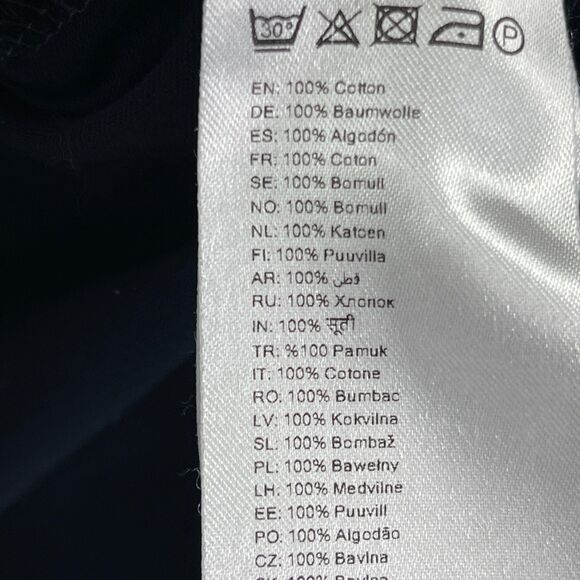 30°
P
EN: 100% Cotton
DE: 100% Baumwolle
ES: 100% Algodón
FR: 100% Coton
SE: 100% Bomull
NO: 100% Bomull
NL: 100% Katoen
FI: 100% Puuvilla
AR: 100% قطن
RU: 100% Хлопок
IN: 100% सूती
TR: %100 Pamuk
IT: 100% Cotone
RO: 100% Bumbac
LV: 100% Kokvilna
SL: 100% Bombaž
PL: 100% Bawełny
LH: 100% Medvilne
EE: 100% Puuvill
PO: 100% Algodão
CZ: 100% Bavlna
SK: 100% Bavlna